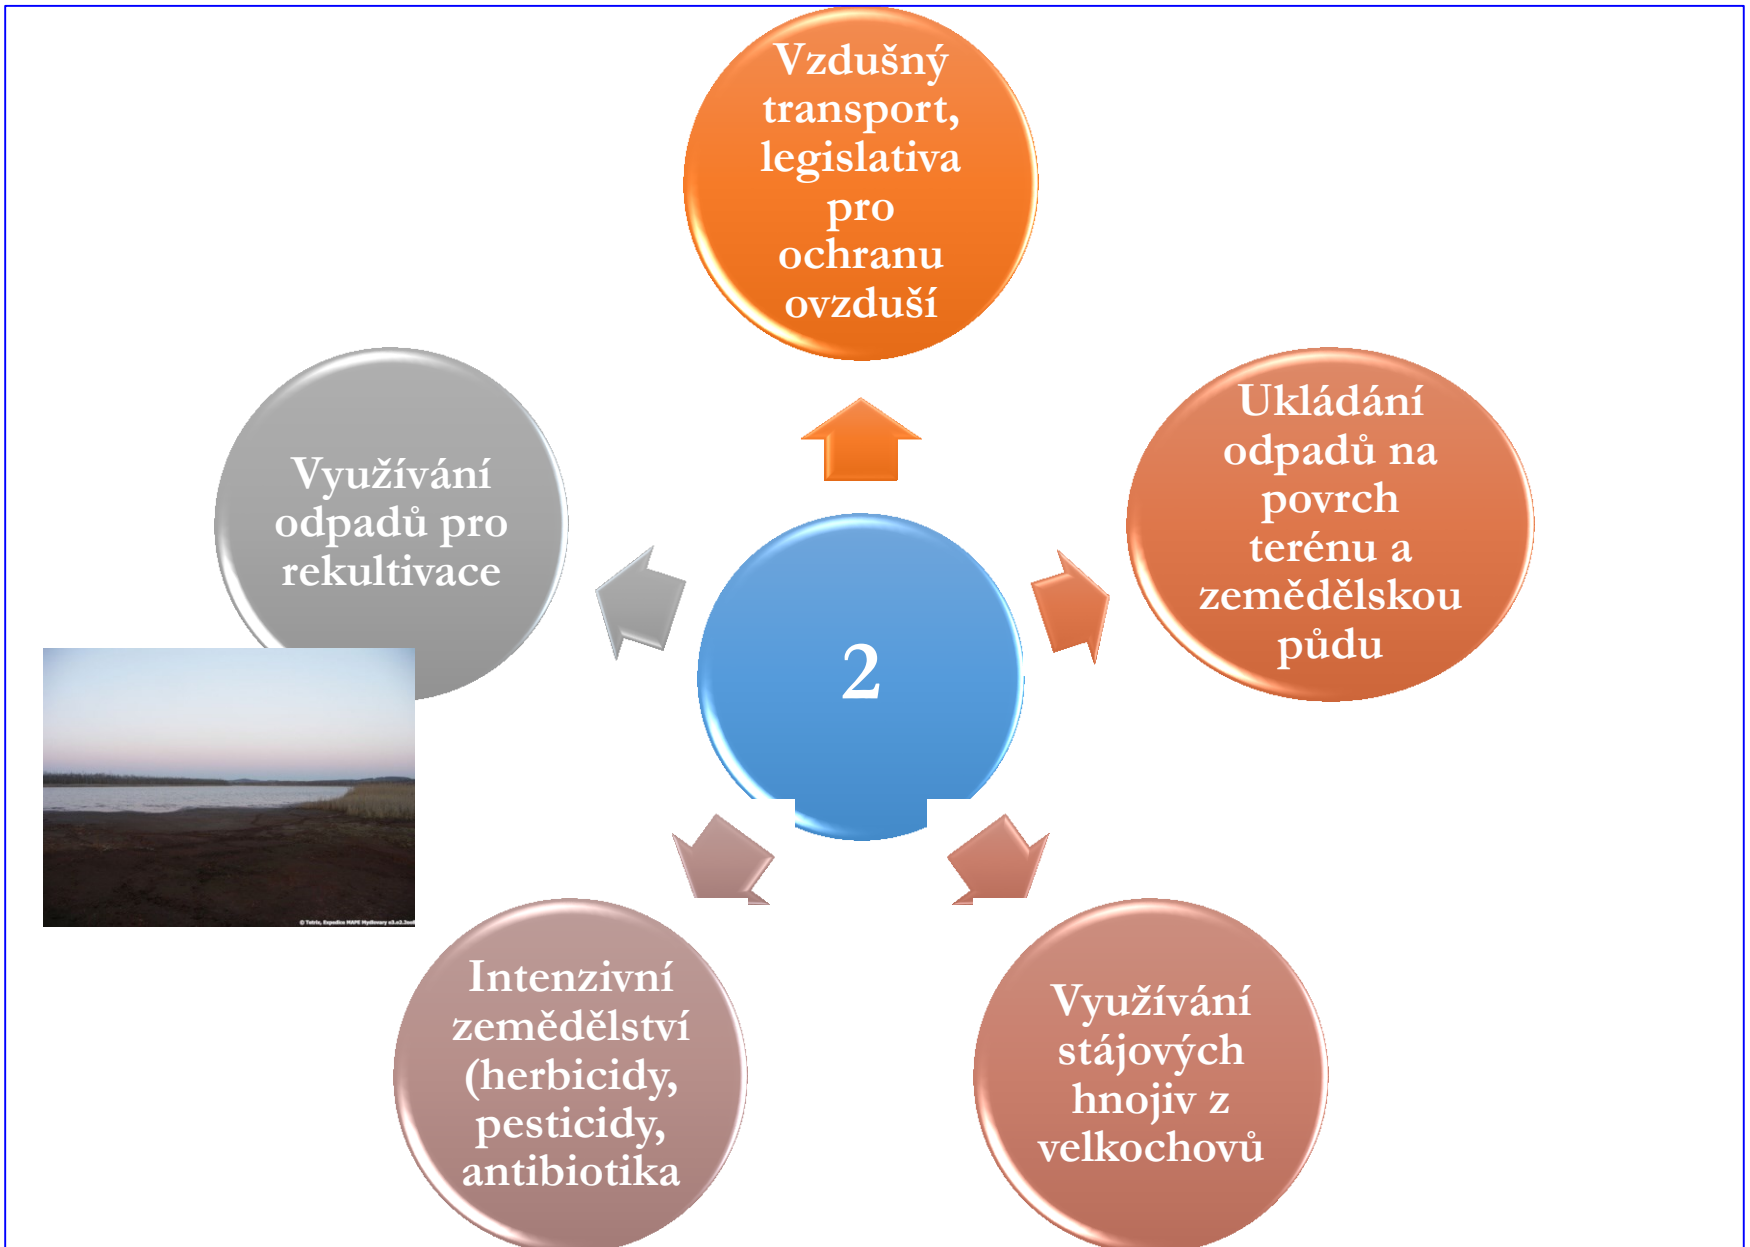 Vzdušný
transport,
legislativa
pro
ochranu
ovzduší
Ukládání
odpadů na
povrch
terénu a
zemědělskou
půdu
Využívání
stájových
hnojiv z
velkochovů
Intenzivní
zemědělství
(herbicidy,
pesticidy,
antibiotika
Využívání
odpadů pro
rekultivace
2